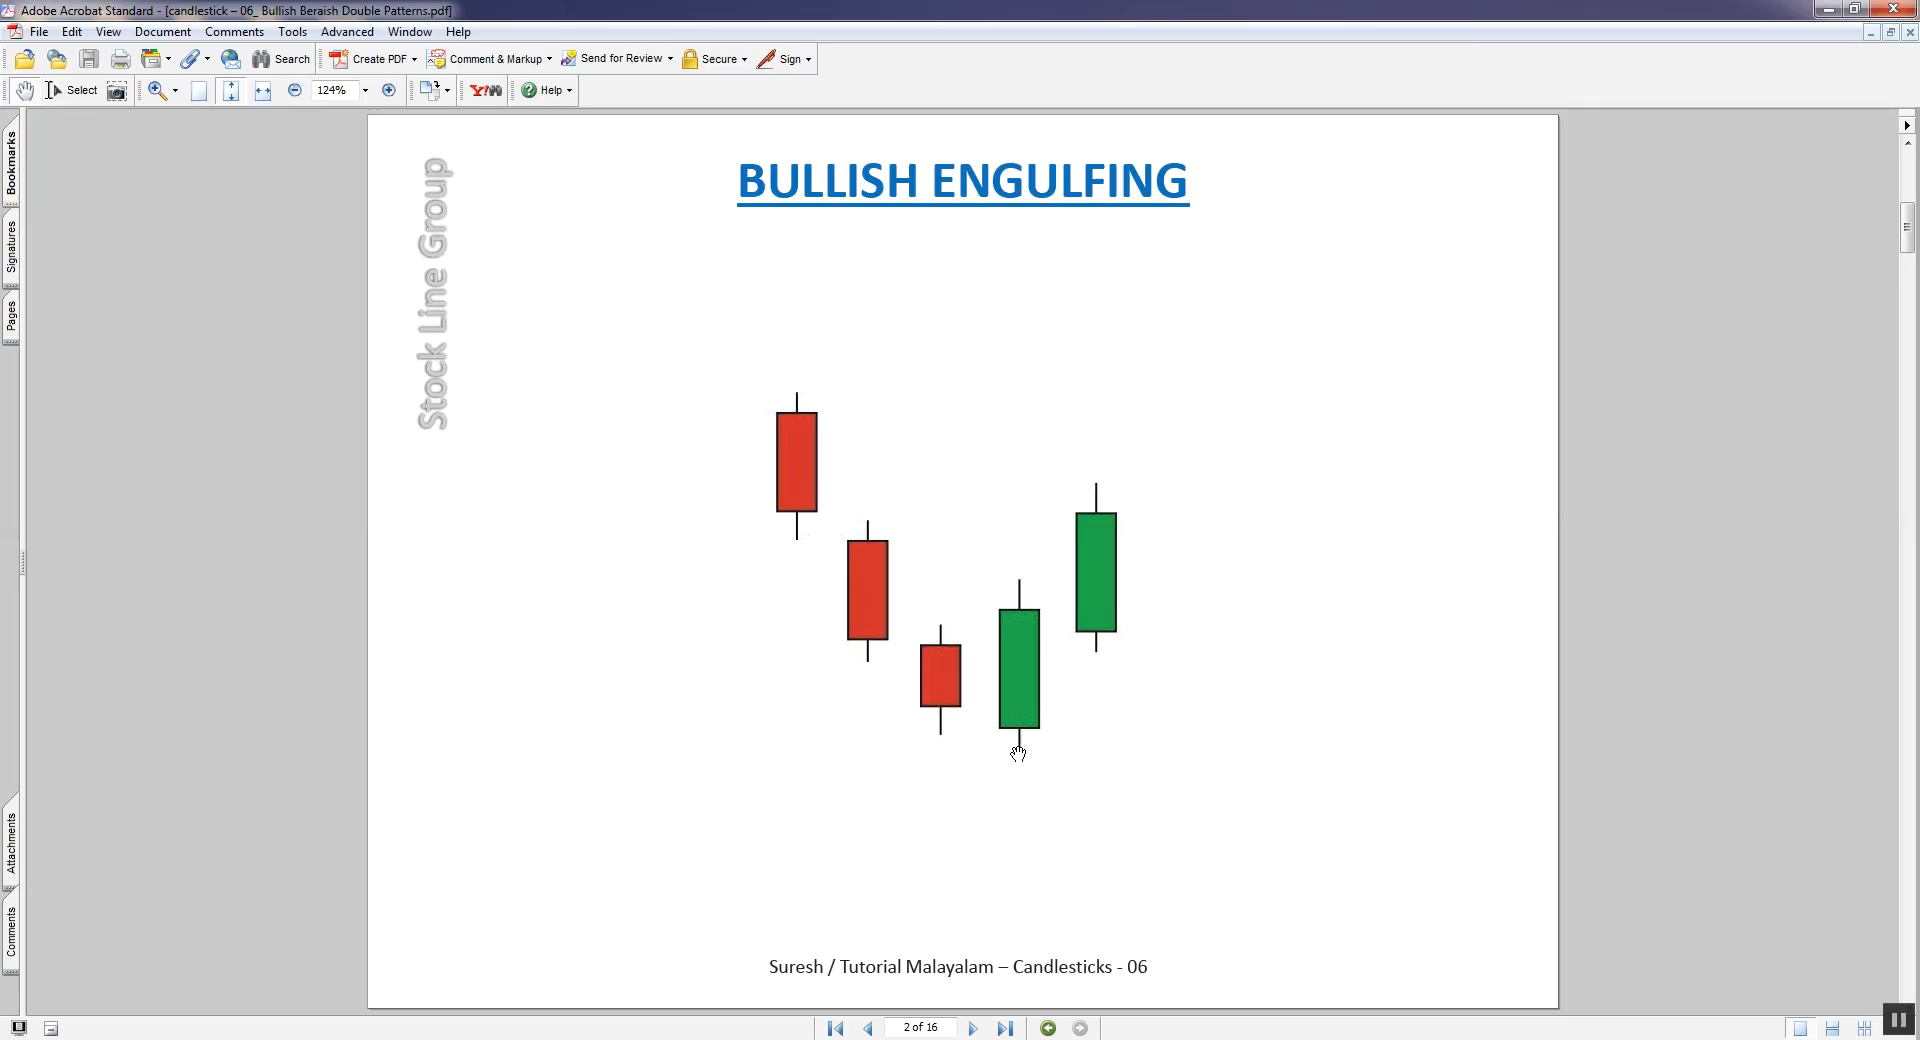 Adobe Acrobat Standard - [candlestick – 06_ Bullish Beraish Double Patterns.pdf]
File Edit View Document Comments Tools Advanced Window Help
Search Create PDF Comment & Markup Send for Review Secure Sign
Select 124% Y! Help
Bookmarks
Signatures
Pages
Attachments
Comments
Stock Line Group
BULLISH ENGULFING
Suresh / Tutorial Malayalam – Candlesticks - 06
2 of 16